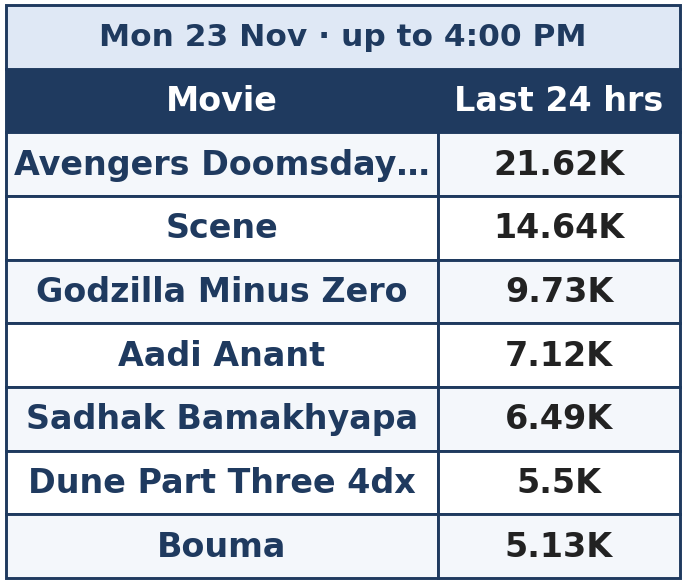 Mon 23 Nov · up to 4:00 PM
Movie Last 24 hrs
Avengers Doomsday... 21.62K
Scene 14.64K
Godzilla Minus Zero 9.73K
Aadi Anant 7.12K
Sadhak Bamakhyapa 6.49K
Dune Part Three 4dx 5.5K
Bouma 5.13K